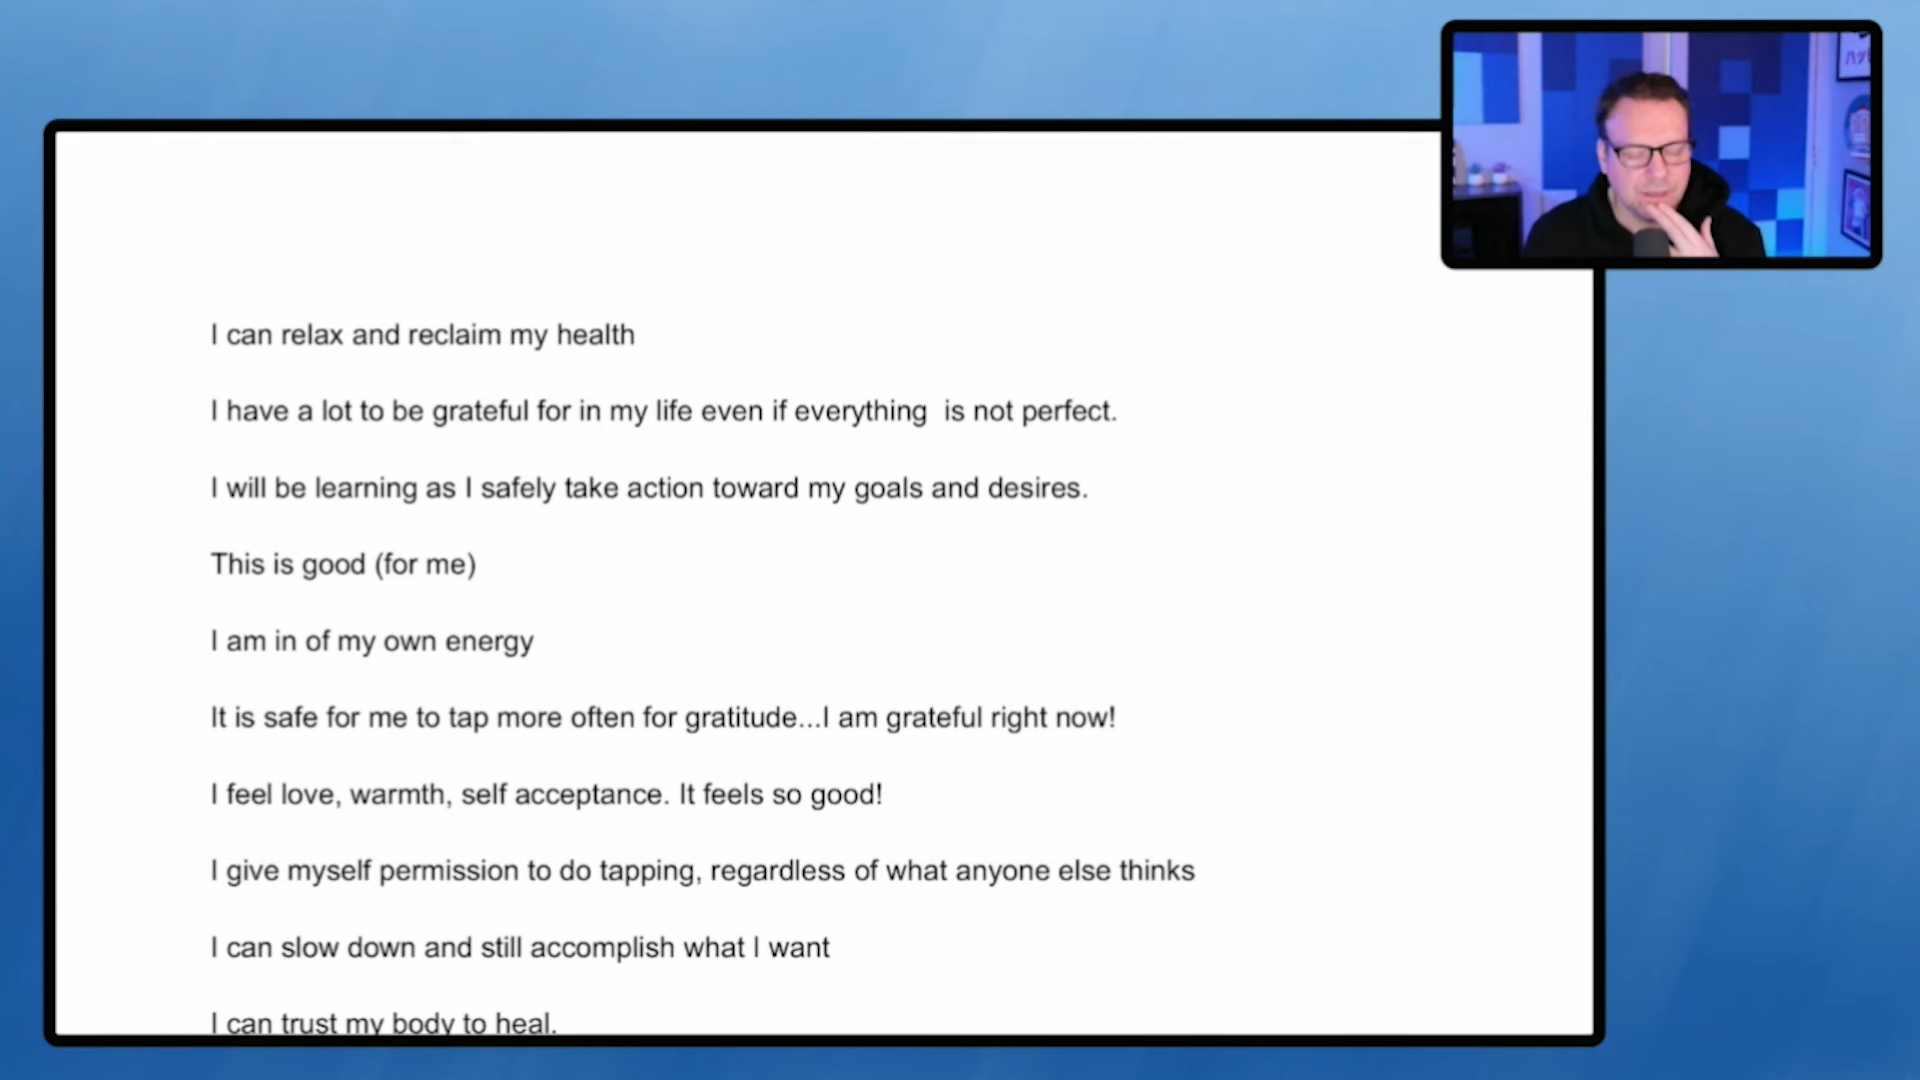 I can relax and reclaim my health
I have a lot to be grateful for in my life even if everything  is not perfect.
I will be learning as I safely take action toward my goals and desires.
This is good (for me)
I am in of my own energy
It is safe for me to tap more often for gratitude...I am grateful right now!
I feel love, warmth, self acceptance. It feels so good!
I give myself permission to do tapping, regardless of what anyone else thinks
I can slow down and still accomplish what I want
I can trust my body to heal.